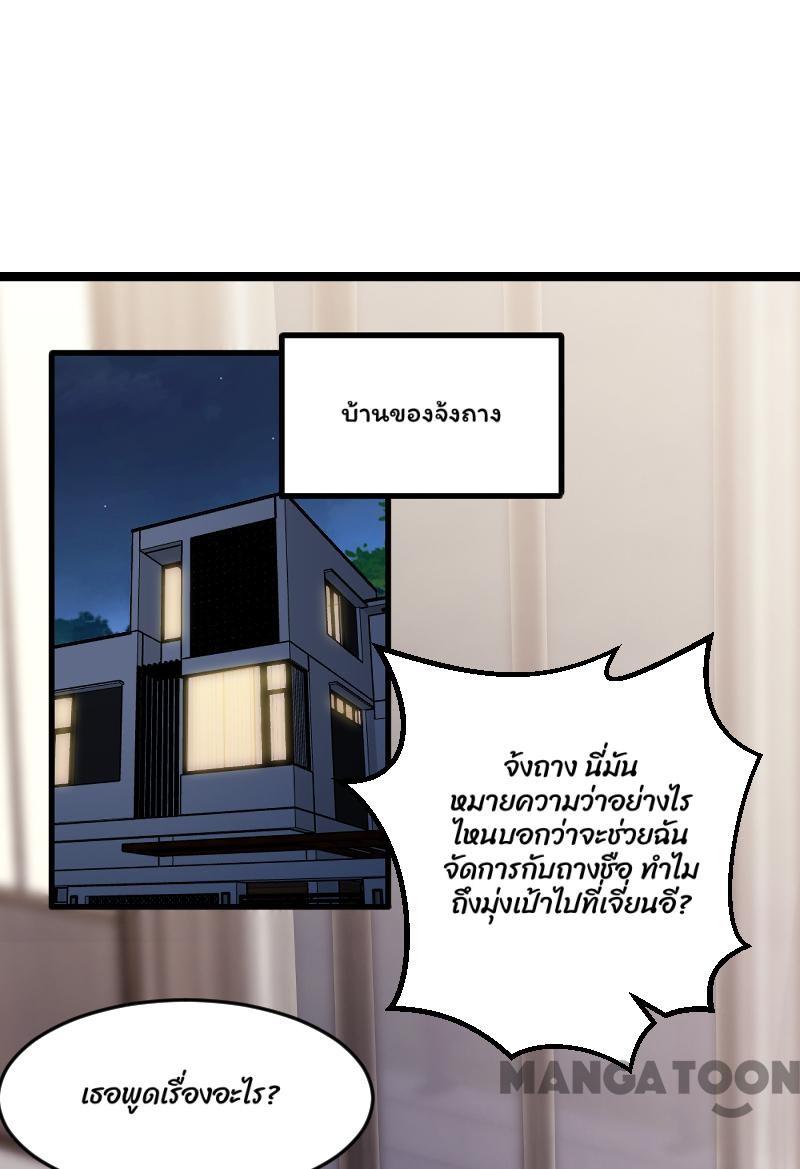 บ้านของจ้งถาง
จ้งถาง นี่มัน
หมายความว่าอย่างไร
ไหนบอกว่าจะช่วยฉัน
จัดการกับถางซือ ทำไม
ถึงมุ่งเป้าไปที่เจี่ยนอี?
เธอพูดเรื่องอะไร?
MANGATOON